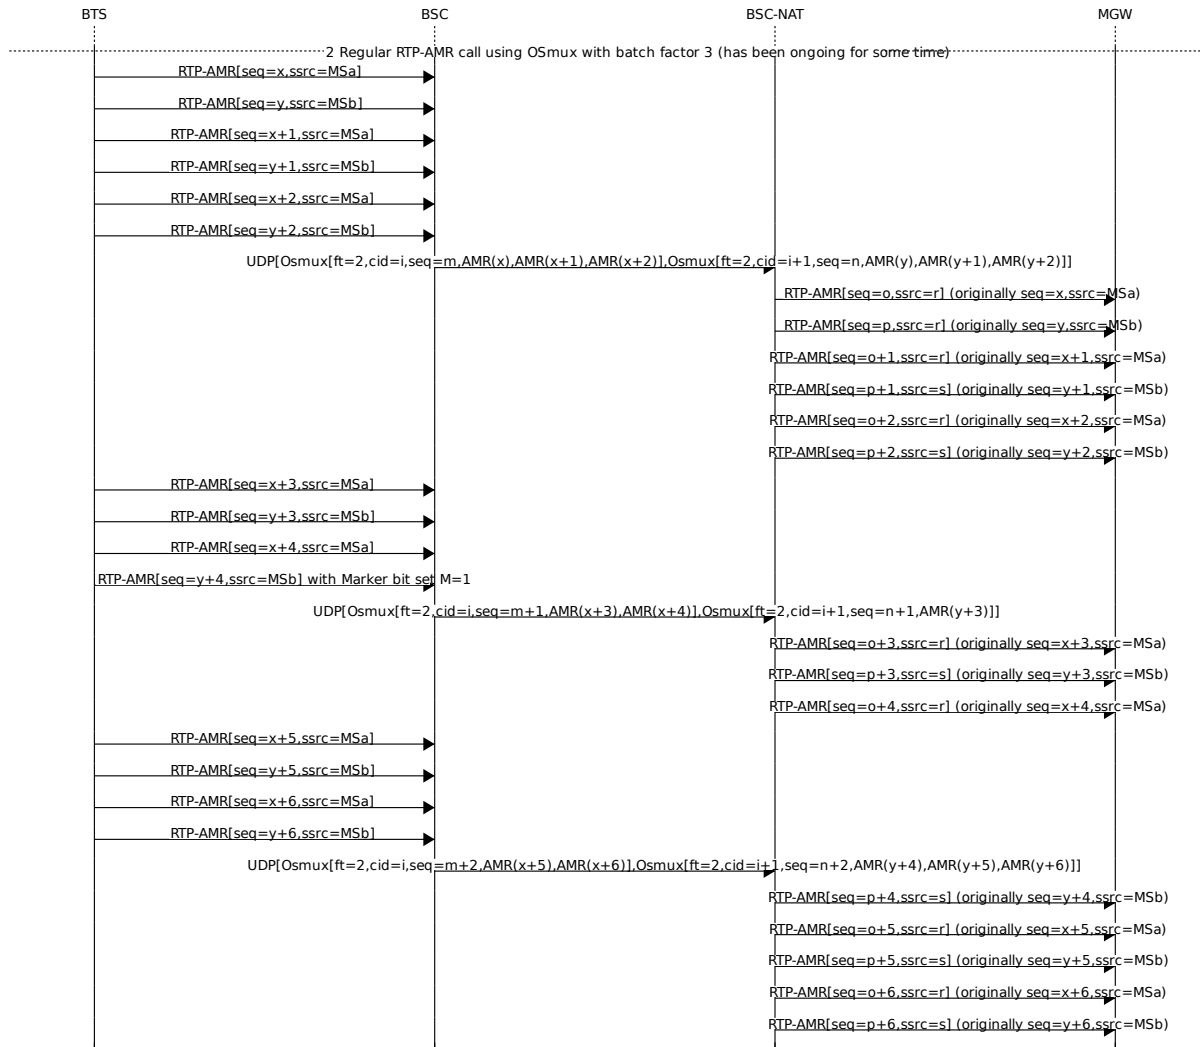 BTS BSC BSC-NAT MGW
2 Regular RTP-AMR call using OSmux with batch factor 3 (has been ongoing for some time)
RTP-AMR[seq=x,ssrc=MSa]
RTP-AMR[seq=y,ssrc=MSb]
RTP-AMR[seq=x+1,ssrc=MSa]
RTP-AMR[seq=y+1,ssrc=MSb]
RTP-AMR[seq=x+2,ssrc=MSa]
RTP-AMR[seq=y+2,ssrc=MSb]
UDP[Osmux[ft=2,cid=i,seq=m,AMR(x),AMR(x+1),AMR(x+2)],Osmux[ft=2,cid=i+1,seq=n,AMR(y),AMR(y+1),AMR(y+2)]]
RTP-AMR[seq=o,ssrc=r] (originally seq=x,ssrc=MSa)
RTP-AMR[seq=p,ssrc=r] (originally seq=y,ssrc=MSb)
RTP-AMR[seq=o+1,ssrc=r] (originally seq=x+1,ssrc=MSa)
RTP-AMR[seq=p+1,ssrc=s] (originally seq=y+1,ssrc=MSb)
RTP-AMR[seq=o+2,ssrc=r] (originally seq=x+2,ssrc=MSa)
RTP-AMR[seq=p+2,ssrc=s] (originally seq=y+2,ssrc=MSb)
RTP-AMR[seq=x+3,ssrc=MSa]
RTP-AMR[seq=y+3,ssrc=MSb]
RTP-AMR[seq=x+4,ssrc=MSa]
RTP-AMR[seq=y+4,ssrc=MSb] with Marker bit set M=1
UDP[Osmux[ft=2,cid=i,seq=m+1,AMR(x+3),AMR(x+4)],Osmux[ft=2,cid=i+1,seq=n+1,AMR(y+3)]]
RTP-AMR[seq=o+3,ssrc=r] (originally seq=x+3,ssrc=MSa)
RTP-AMR[seq=p+3,ssrc=s] (originally seq=y+3,ssrc=MSb)
RTP-AMR[seq=o+4,ssrc=r] (originally seq=x+4,ssrc=MSa)
RTP-AMR[seq=x+5,ssrc=MSa]
RTP-AMR[seq=y+5,ssrc=MSb]
RTP-AMR[seq=x+6,ssrc=MSa]
RTP-AMR[seq=y+6,ssrc=MSb]
UDP[Osmux[ft=2,cid=i,seq=m+2,AMR(x+5),AMR(x+6)],Osmux[ft=2,cid=i+1,seq=n+2,AMR(y+4),AMR(y+5),AMR(y+6)]]
RTP-AMR[seq=p+4,ssrc=s] (originally seq=y+4,ssrc=MSb)
RTP-AMR[seq=o+5,ssrc=r] (originally seq=x+5,ssrc=MSa)
RTP-AMR[seq=p+5,ssrc=s] (originally seq=y+5,ssrc=MSb)
RTP-AMR[seq=o+6,ssrc=r] (originally seq=x+6,ssrc=MSa)
RTP-AMR[seq=p+6,ssrc=s] (originally seq=y+6,ssrc=MSb)